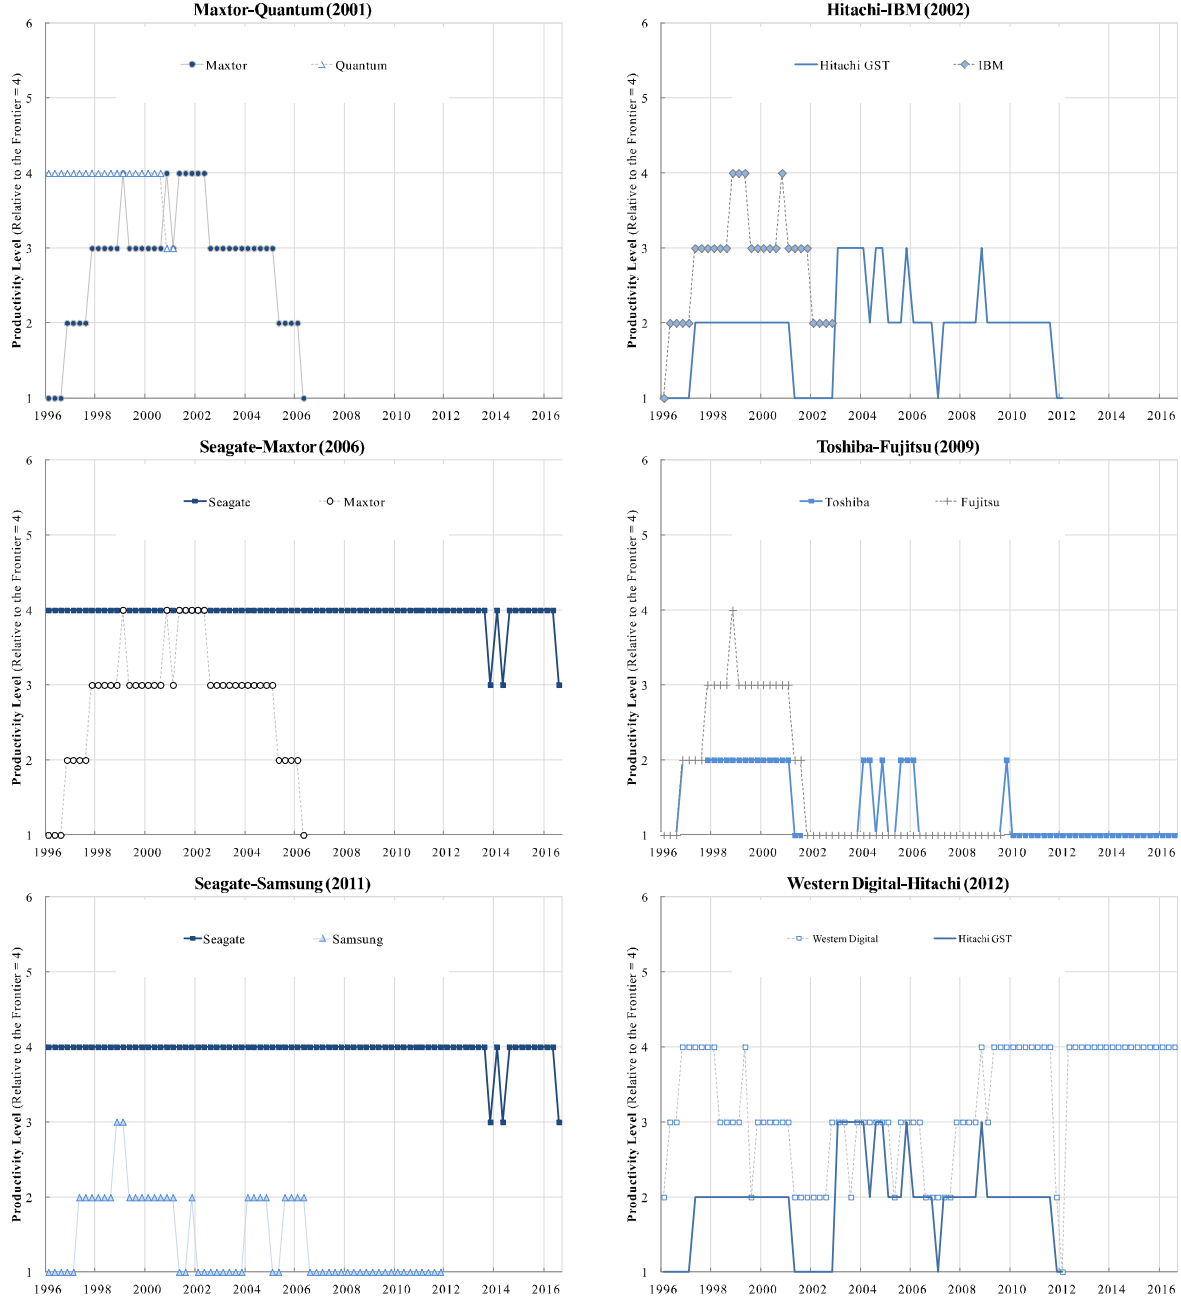 Maxtor-Quantum (2001)
Productivity Level (Relative to the Frontier = 4)
6
5
4
3
2
1
Maxtor
Quantum
1996 1998 2000 2002 2004 2006 2008 2010 2012 2014 2016
Hitachi-IBM (2002)
Productivity Level (Relative to the Frontier = 4)
6
5
4
3
2
1
Hitachi GST
IBM
1996 1998 2000 2002 2004 2006 2008 2010 2012 2014 2016
Seagate-Maxtor (2006)
Productivity Level (Relative to the Frontier = 4)
6
5
4
3
2
1
Seagate
Maxtor
1996 1998 2000 2002 2004 2006 2008 2010 2012 2014 2016
Toshiba-Fujitsu (2009)
Productivity Level (Relative to the Frontier = 4)
6
5
4
3
2
1
Toshiba
Fujitsu
1996 1998 2000 2002 2004 2006 2008 2010 2012 2014 2016
Seagate-Samsung (2011)
Productivity Level (Relative to the Frontier = 4)
6
5
4
3
2
1
Seagate
Samsung
1996 1998 2000 2002 2004 2006 2008 2010 2012 2014 2016
Western Digital-Hitachi (2012)
Productivity Level (Relative to the Frontier = 4)
6
5
4
3
2
1
Western Digital
Hitachi GST
1996 1998 2000 2002 2004 2006 2008 2010 2012 2014 2016